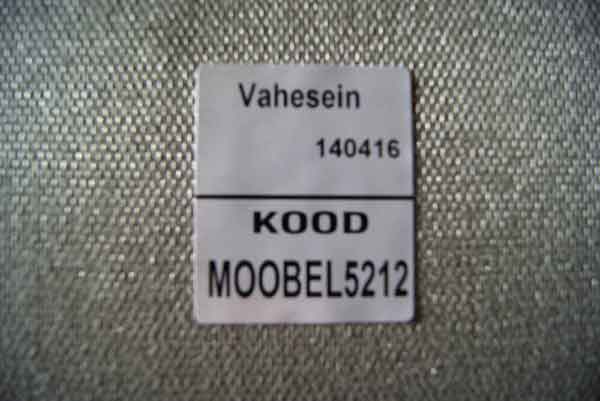 Vahesein
140416
KOOD
MOOBEL5212